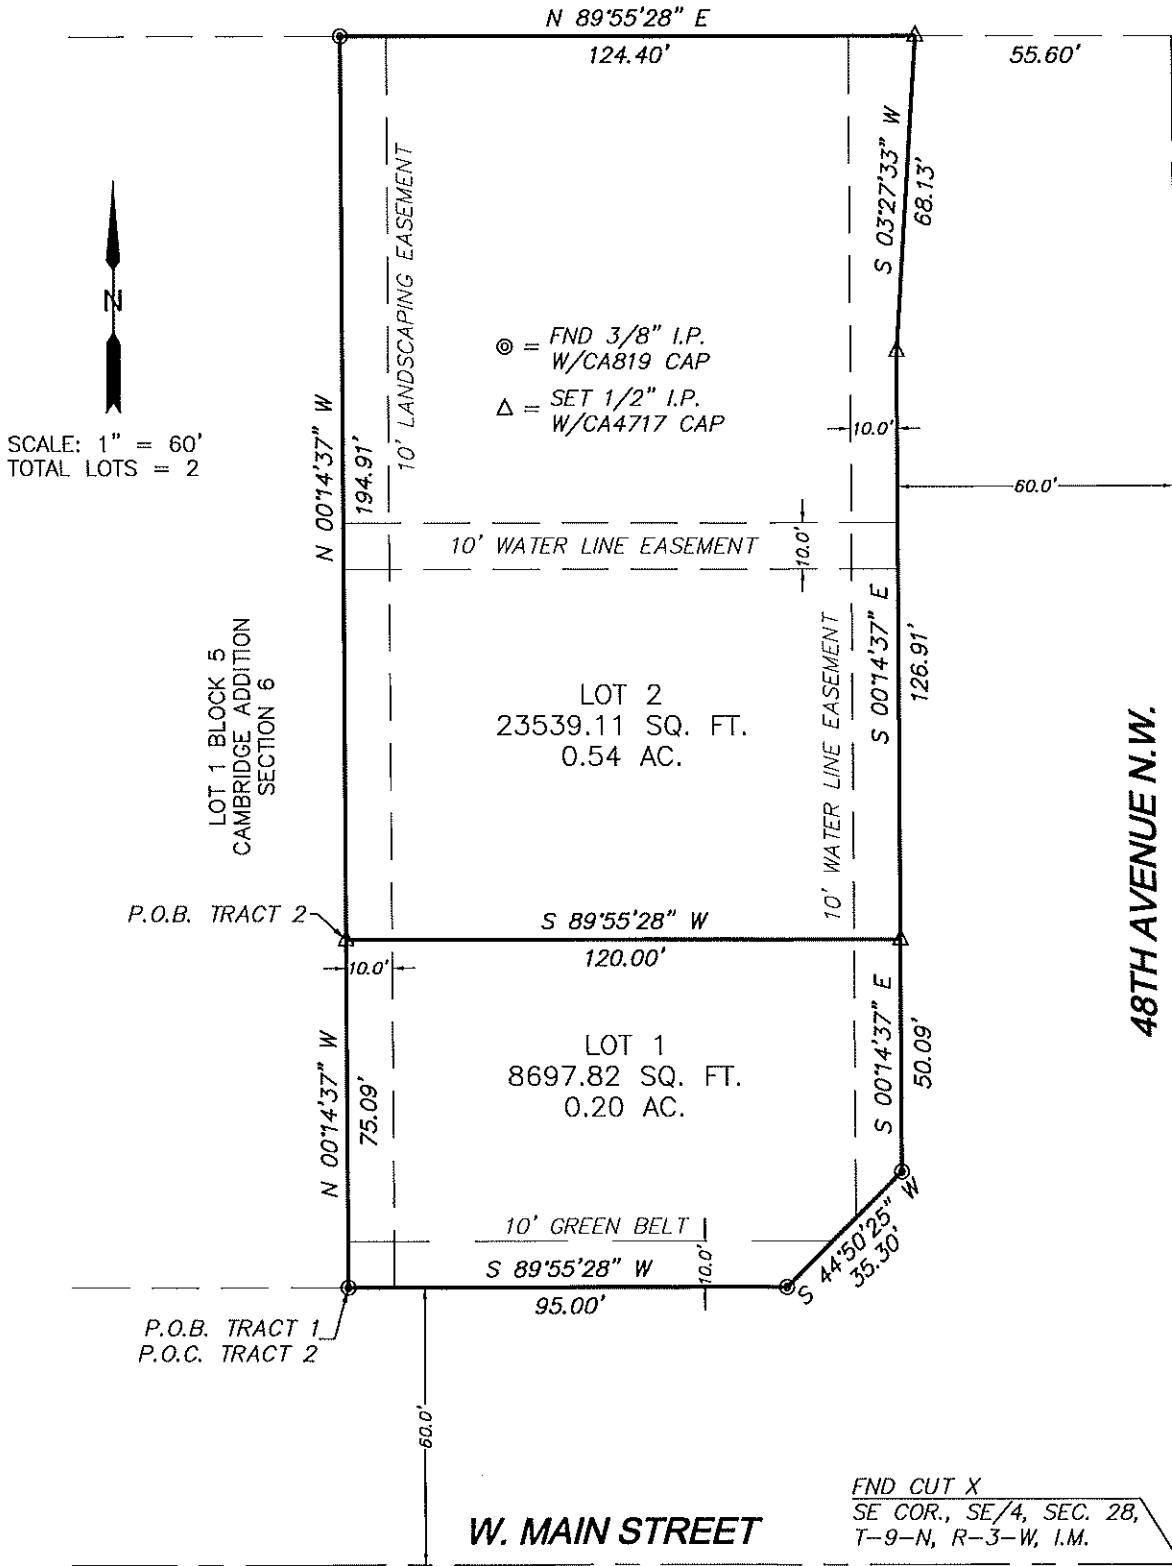 N 89°55'28" E
124.40'
55.60'
S 03°27'33" W
68.13'
10' LANDSCAPING EASEMENT
N
SCALE: 1" = 60'
TOTAL LOTS = 2
= FND 3/8" I.P.
W/CA819 CAP
= SET 1/2" I.P.
W/CA4717 CAP
N 00°14'37" W
194.91'
10.0'
60.0'
10' WATER LINE EASEMENT
10.0'
S 00°14'37" E
126.91'
10' WATER LINE EASEMENT
LOT 1 BLOCK 5
CAMBRIDGE ADDITION
SECTION 6
LOT 2
23539.11 SQ. FT.
0.54 AC.
48TH AVENUE N.W.
P.O.B. TRACT 2
S 89°55'28" W
120.00'
10.0'
N 00°14'37" W
75.09'
LOT 1
8697.82 SQ. FT.
0.20 AC.
S 00°14'37" E
50.09'
10' GREEN BELT
10.0'
S 44°50'25" W
35.30'
S 89°55'28" W
95.00'
P.O.B. TRACT 1
P.O.C. TRACT 2
60.0'
W. MAIN STREET
FND CUT X
SE COR., SE/4, SEC. 28,
T-9-N, R-3-W, I.M.